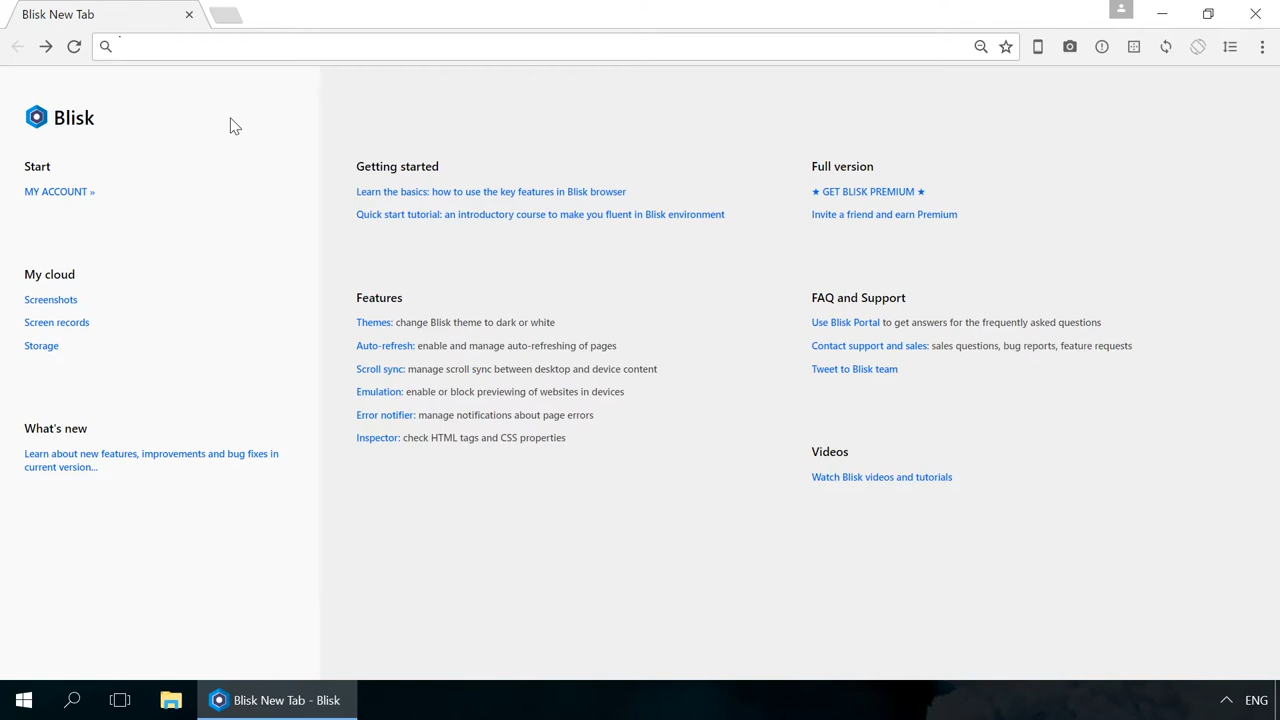 Blisk New Tab
Blisk
Start
MY ACCOUNT »
My cloud
Screenshots
Screen records
Storage
What's new
Learn about new features, improvements and bug fixes in
current version...
Getting started
Learn the basics: how to use the key features in Blisk browser
Quick start tutorial: an introductory course to make you fluent in Blisk environment
Features
Themes: change Blisk theme to dark or white
Auto-refresh: enable and manage auto-refreshing of pages
Scroll sync: manage scroll sync between desktop and device content
Emulation: enable or block previewing of websites in devices
Error notifier: manage notifications about page errors
Inspector: check HTML tags and CSS properties
Full version
★ GET BLISK PREMIUM ★
Invite a friend and earn Premium
FAQ and Support
Use Blisk Portal to get answers for the frequently asked questions
Contact support and sales: sales questions, bug reports, feature requests
Tweet to Blisk team
Videos
Watch Blisk videos and tutorials
Blisk New Tab - Blisk
ENG